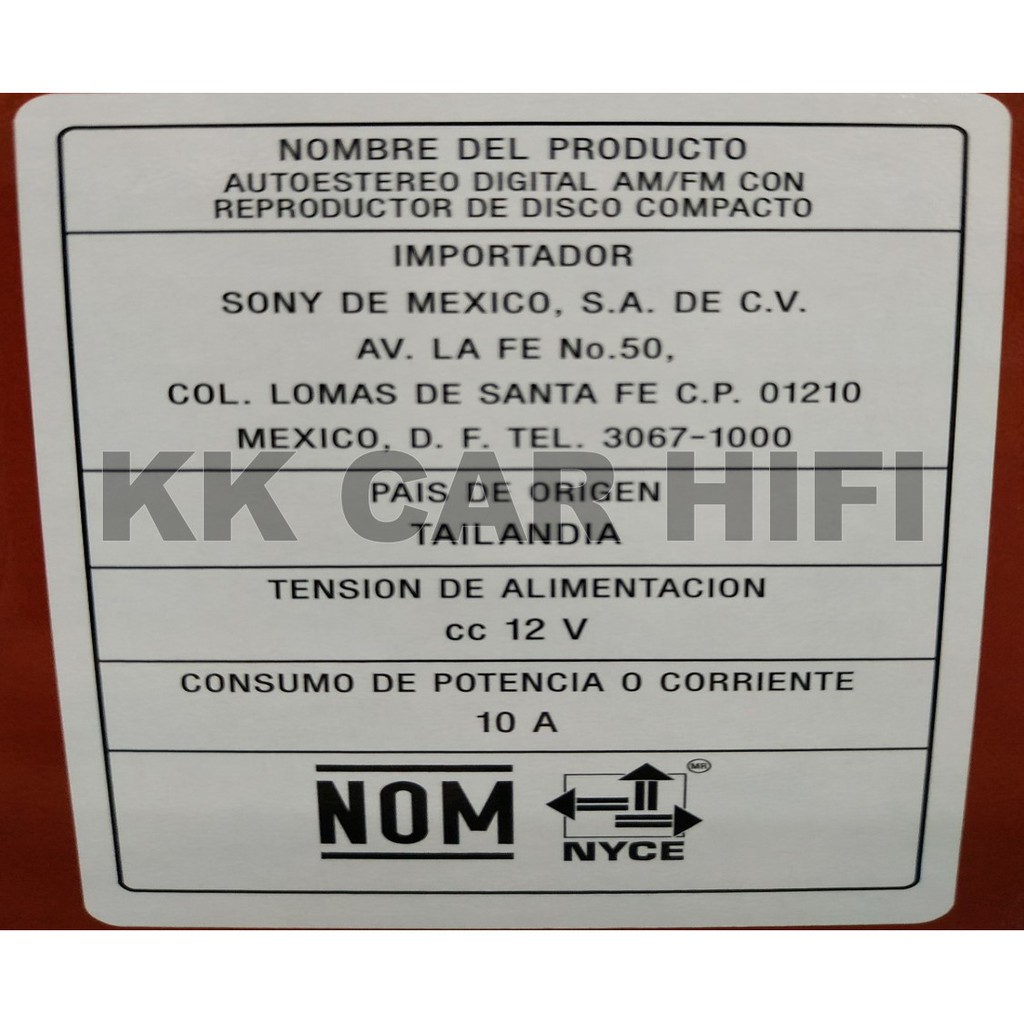 NOMBRE DEL PRODUCTO
AUTOESTEREO DIGITAL AM/FM CON
REPRODUCTOR DE DISCO COMPACTO
IMPORTADOR
SONY DE MEXICO, S.A. DE C.V.
AV. LA FE No.50,
COL. LOMAS DE SANTA FE C.P. 01210
MEXICO, D. F. TEL. 3067-1000
KK CAR HIFI
PAIS DE ORIGEN
TAILANDIA
TENSION DE ALIMENTACION
cc 12 V
CONSUMO DE POTENCIA O CORRIENTE
10 A
NOM
MR
NYCE